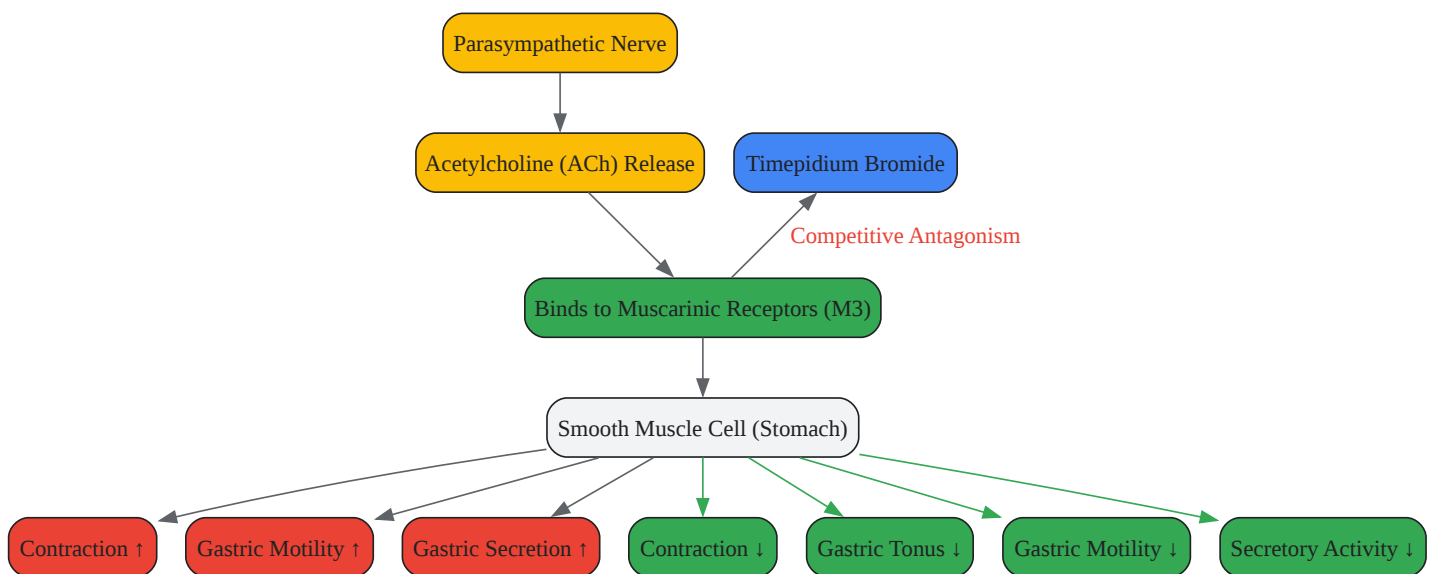 Parasympathetic Nerve
Acetylcholine (ACh) Release
Timepidium Bromide
Competitive Antagonism
Binds to Muscarinic Receptors (M3)
Smooth Muscle Cell (Stomach)
Contraction ↑
Gastric Motility ↑
Gastric Secretion ↑
Contraction ↓
Gastric Tonus ↓
Gastric Motility ↓
Secretory Activity ↓